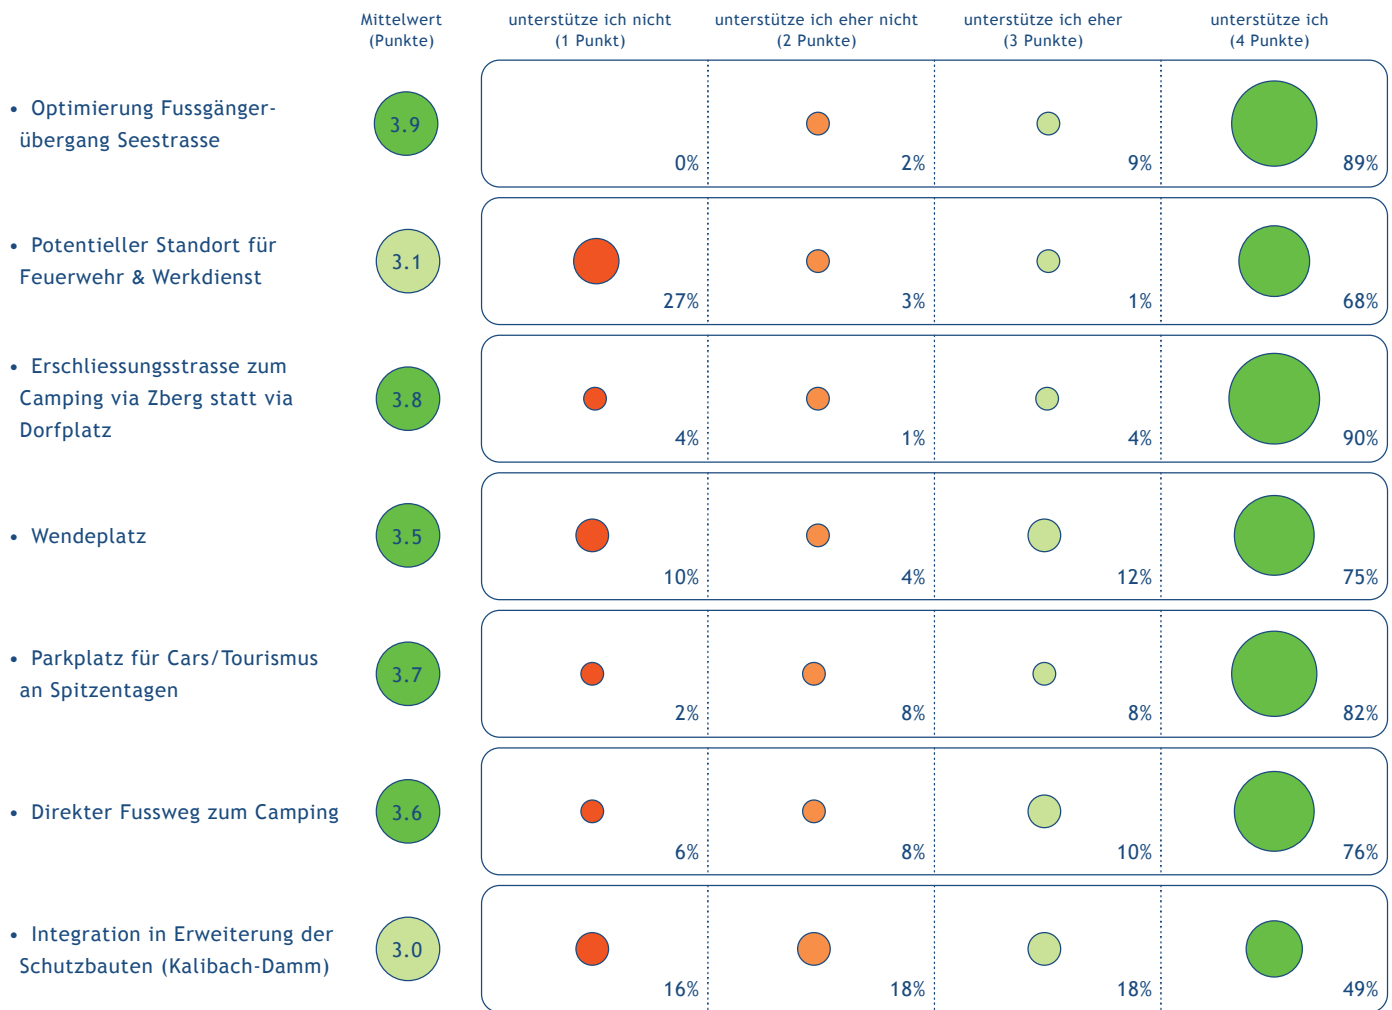 Mittelwert
(Punkte)
unterstütze ich nicht
(1 Punkt)
unterstütze ich eher nicht
(2 Punkte)
unterstütze ich eher
(3 Punkte)
unterstütze ich
(4 Punkte)
• Optimierung Fussgänger-
übergang Seestrasse
3.9
0%
2%
9%
89%
• Potentieller Standort für
Feuerwehr & Werkdienst
3.1
27%
3%
1%
68%
• Erschliessungsstrasse zum
Camping via Zberg statt via
Dorfplatz
3.8
4%
1%
4%
90%
• Wendeplatz
3.5
10%
4%
12%
75%
• Parkplatz für Cars/Tourismus
an Spitzentagen
3.7
2%
8%
8%
82%
• Direkter Fussweg zum Camping
3.6
6%
8%
10%
76%
• Integration in Erweiterung der
Schutzbauten (Kalibach-Damm)
3.0
16%
18%
18%
49%